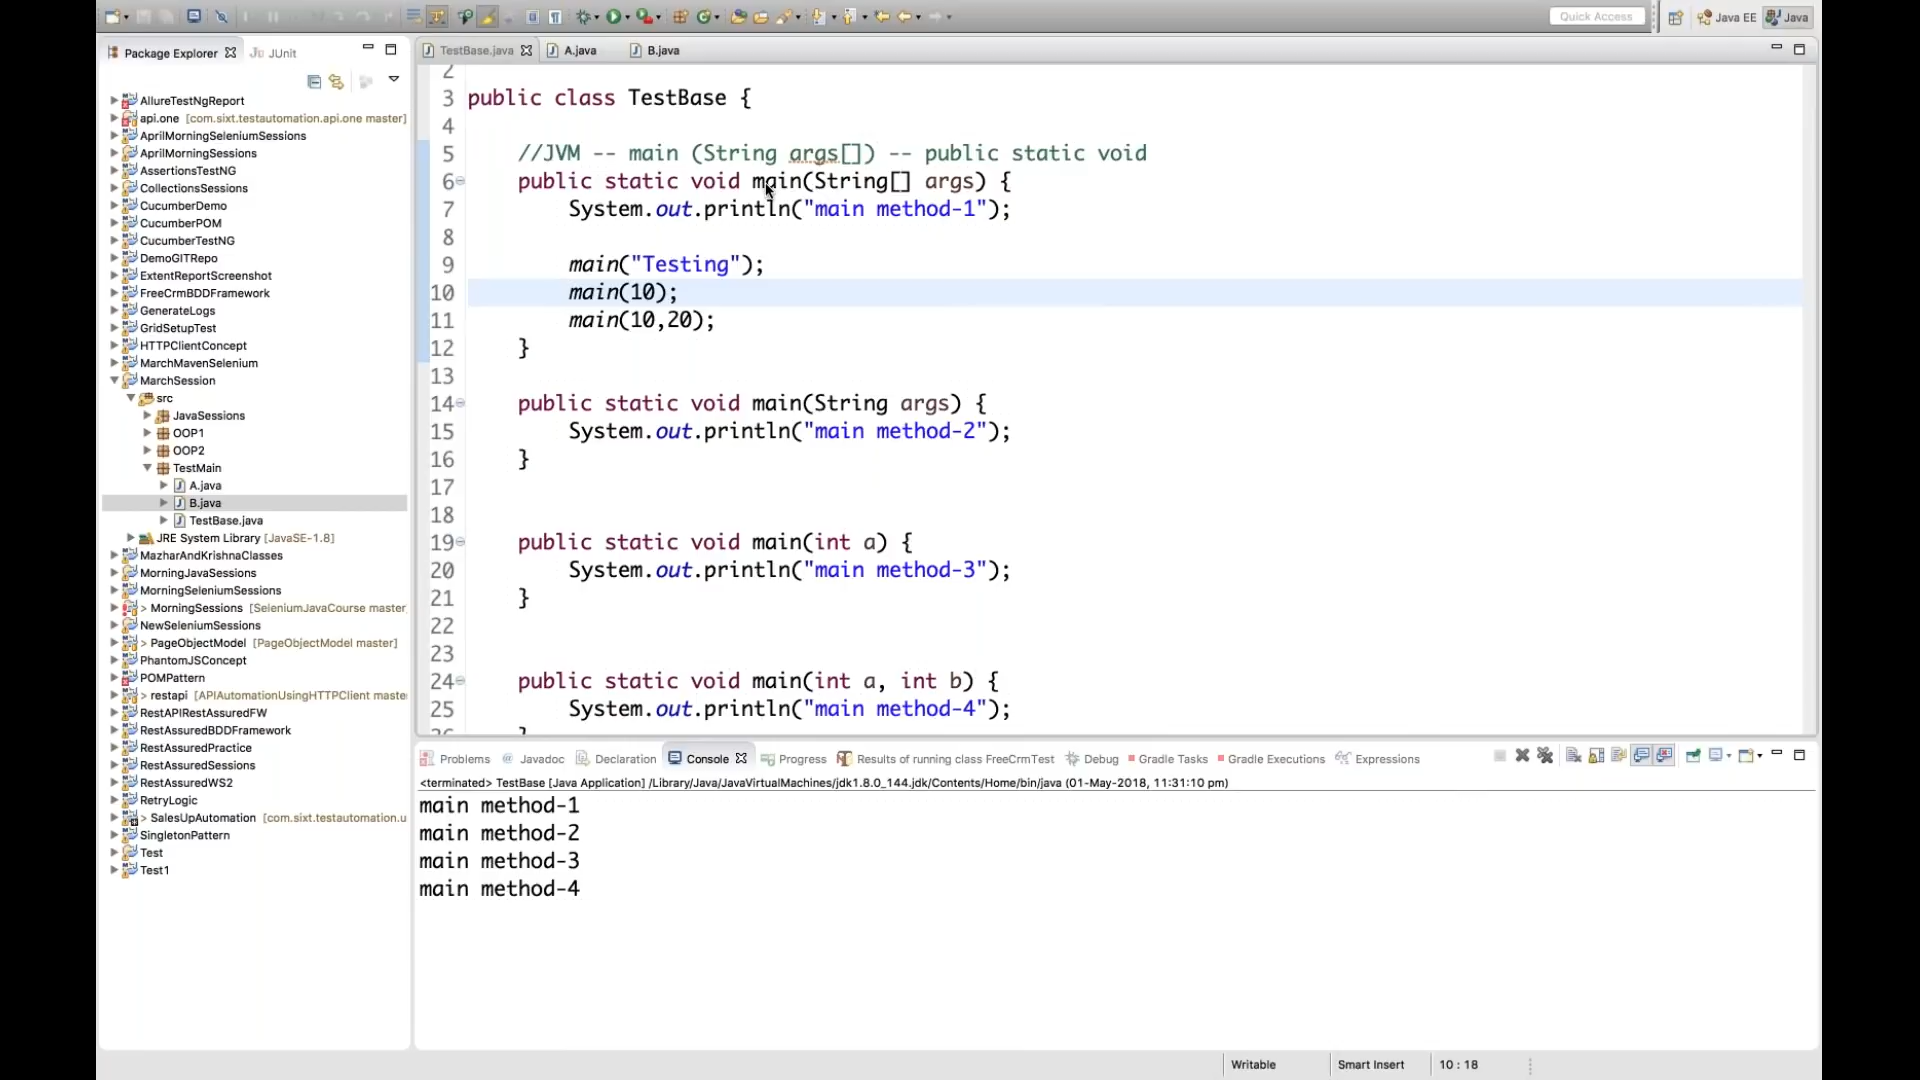 Quick Access
Java EE
Java
Package Explorer
JUnit
TestBase.java
A.java
B.java
AllureTestNgReport
api.one [com.sixt.testautomation.api.one master]
AprilMorningSeleniumSessions
AprilMorningSessions
AssertionsTestNG
CollectionsSessions
CucumberDemo
CucumberPOM
CucumberTestNG
DemoGITRepo
ExtentReportScreenshot
FreeCrmBDDFramework
GenerateLogs
GridSetupTest
HTTPClientConcept
MarchMavenSelenium
MarchSession
src
JavaSessions
OOP1
OOP2
TestMain
A.java
B.java
TestBase.java
JRE System Library [JavaSE-1.8]
MazharAndKrishnaClasses
MorningJavaSessions
MorningSeleniumSessions
> MorningSessions [SeleniumJavaCourse master
NewSeleniumSessions
> PageObjectModel [PageObjectModel master]
PhantomJSConcept
POMPattern
> restapi [APIAutomationUsingHTTPClient maste
RestAPIRestAssuredFW
RestAssuredBDDFramework
RestAssuredPractice
RestAssuredSessions
RestAssuredWS2
RetryLogic
> SalesUpAutomation [com.sixt.testautomation.u
SingletonPattern
Test
Test1
2
3 public class TestBase {
4
5 //JVM -- main (String args[]) -- public static void
6 public static void main(String[] args) {
7 System.out.println("main method-1");
8
9 main("Testing");
10 main(10);
11 main(10,20);
12 }
13
14 public static void main(String args) {
15 System.out.println("main method-2");
16 }
17
18
19 public static void main(int a) {
20 System.out.println("main method-3");
21 }
22
23
24 public static void main(int a, int b) {
25 System.out.println("main method-4");
26 }
Problems
Javadoc
Declaration
Console
Progress
Results of running class FreeCrmTest
Debug
Gradle Tasks
Gradle Executions
Expressions
<terminated> TestBase [Java Application] /Library/Java/JavaVirtualMachines/jdk1.8.0_144.jdk/Contents/Home/bin/java (01-May-2018, 11:31:10 pm)
main method-1
main method-2
main method-3
main method-4
Writable
Smart Insert
10 : 18